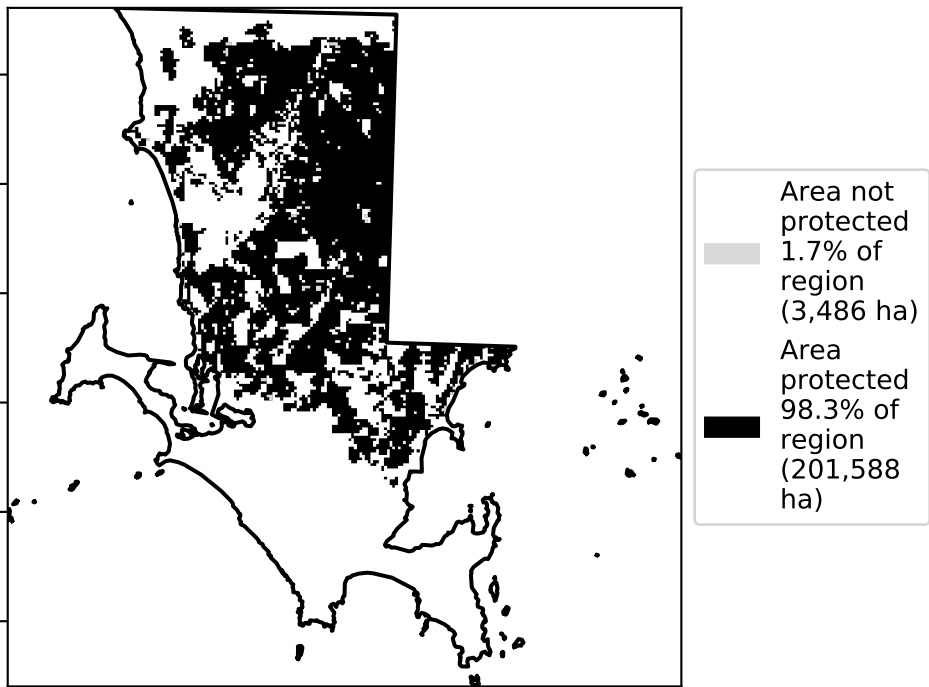 Area not
protected
1.7% of
region
(3,486 ha)
Area
protected
98.3% of
region
(201,588
ha)